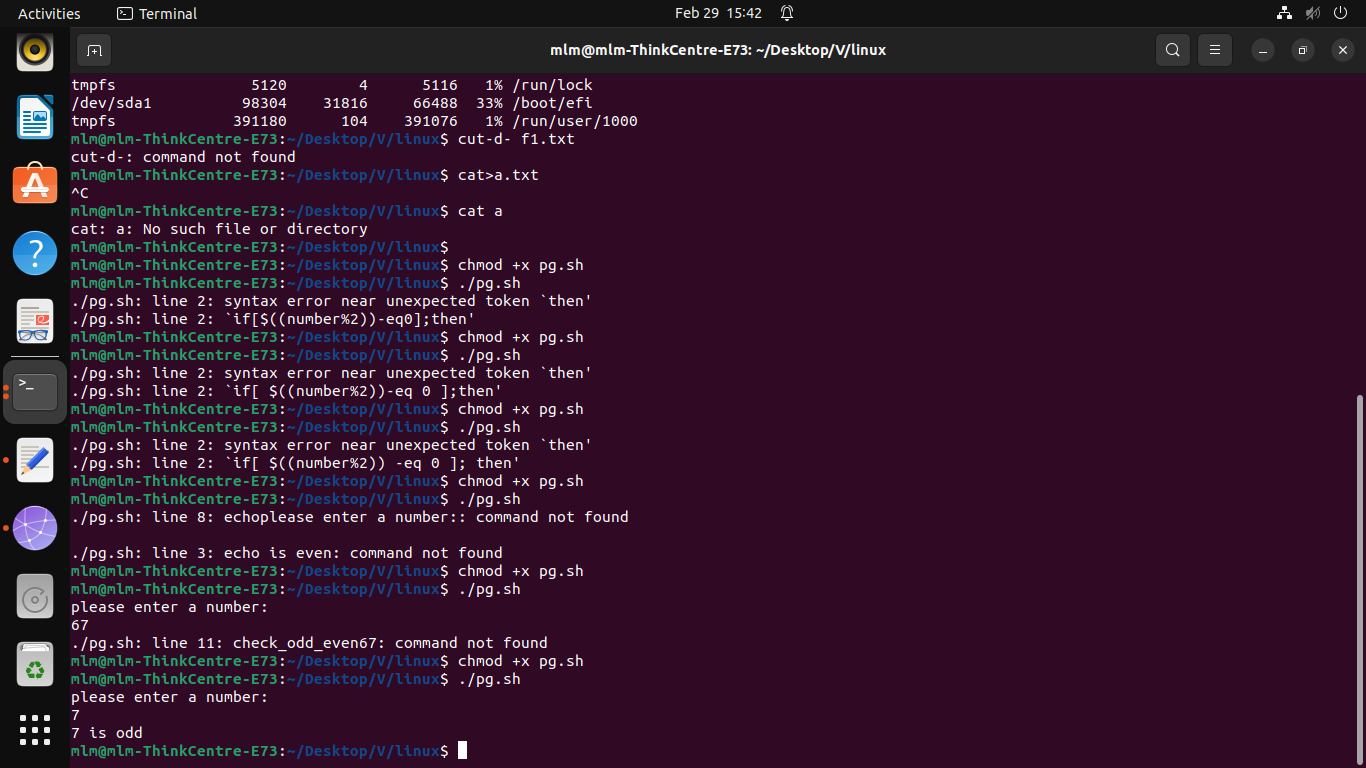 Activities Terminal Feb 29 15:42
mlm@mlm-ThinkCentre-E73: ~/Desktop/V/linux
tmpfs 5120 4 5116 1% /run/lock
/dev/sda1 98304 31816 66488 33% /boot/efi
tmpfs 391180 104 391076 1% /run/user/1000
mlm@mlm-ThinkCentre-E73:~/Desktop/V/linux$ cut-d- f1.txt
cut-d-: command not found
mlm@mlm-ThinkCentre-E73:~/Desktop/V/linux$ cat>a.txt
^C
mlm@mlm-ThinkCentre-E73:~/Desktop/V/linux$ cat a
cat: a: No such file or directory
mlm@mlm-ThinkCentre-E73:~/Desktop/V/linux$
mlm@mlm-ThinkCentre-E73:~/Desktop/V/linux$ chmod +x pg.sh
mlm@mlm-ThinkCentre-E73:~/Desktop/V/linux$ ./pg.sh
./pg.sh: line 2: syntax error near unexpected token `then'
./pg.sh: line 2: `if[$((number%2))-eq0];then'
mlm@mlm-ThinkCentre-E73:~/Desktop/V/linux$ chmod +x pg.sh
mlm@mlm-ThinkCentre-E73:~/Desktop/V/linux$ ./pg.sh
./pg.sh: line 2: syntax error near unexpected token `then'
./pg.sh: line 2: `if[ $((number%2))-eq 0 ];then'
mlm@mlm-ThinkCentre-E73:~/Desktop/V/linux$ chmod +x pg.sh
mlm@mlm-ThinkCentre-E73:~/Desktop/V/linux$ ./pg.sh
./pg.sh: line 2: syntax error near unexpected token `then'
./pg.sh: line 2: `if[ $((number%2)) -eq 0 ]; then'
mlm@mlm-ThinkCentre-E73:~/Desktop/V/linux$ chmod +x pg.sh
mlm@mlm-ThinkCentre-E73:~/Desktop/V/linux$ ./pg.sh
./pg.sh: line 8: echoplease enter a number:: command not found
./pg.sh: line 3: echo is even: command not found
mlm@mlm-ThinkCentre-E73:~/Desktop/V/linux$ chmod +x pg.sh
mlm@mlm-ThinkCentre-E73:~/Desktop/V/linux$ ./pg.sh
please enter a number:
67
./pg.sh: line 11: check_odd_even67: command not found
mlm@mlm-ThinkCentre-E73:~/Desktop/V/linux$ chmod +x pg.sh
mlm@mlm-ThinkCentre-E73:~/Desktop/V/linux$ ./pg.sh
please enter a number:
7
7 is odd
mlm@mlm-ThinkCentre-E73:~/Desktop/V/linux$